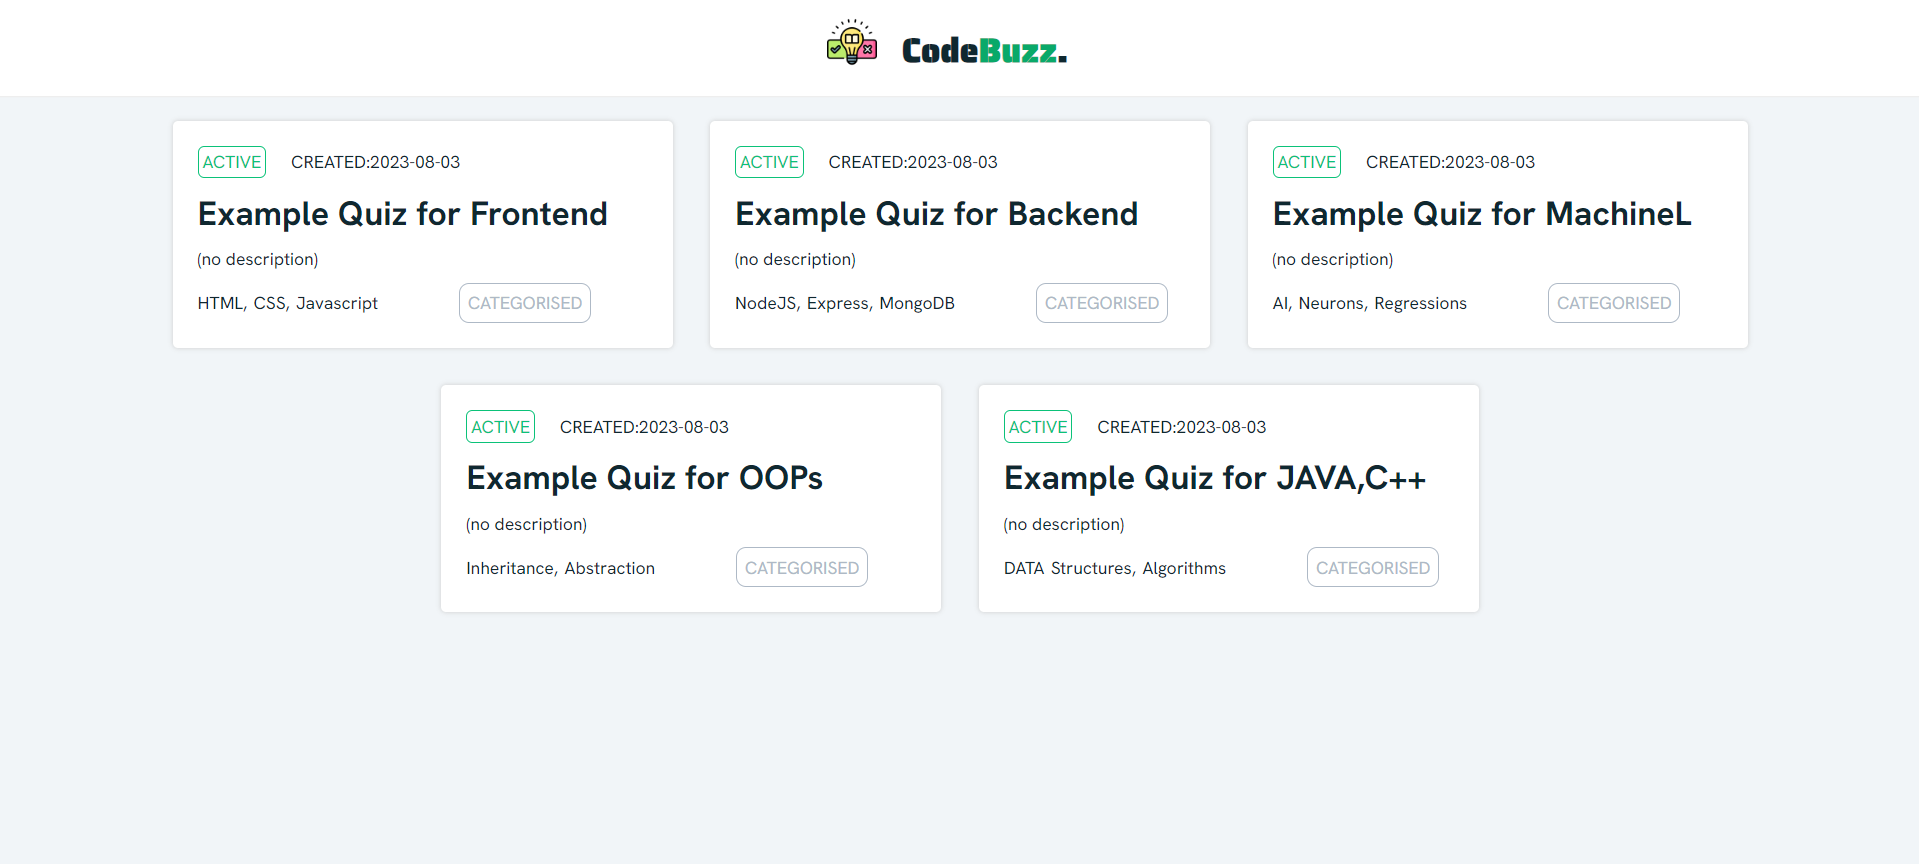 CodeBuzz.
ACTIVE CREATED:2023-08-03
Example Quiz for Frontend
(no description)
HTML, CSS, Javascript CATEGORISED
ACTIVE CREATED:2023-08-03
Example Quiz for Backend
(no description)
NodeJS, Express, MongoDB CATEGORISED
ACTIVE CREATED:2023-08-03
Example Quiz for MachineL
(no description)
AI, Neurons, Regressions CATEGORISED
ACTIVE CREATED:2023-08-03
Example Quiz for OOPs
(no description)
Inheritance, Abstraction CATEGORISED
ACTIVE CREATED:2023-08-03
Example Quiz for JAVA,C++
(no description)
DATA Structures, Algorithms CATEGORISED